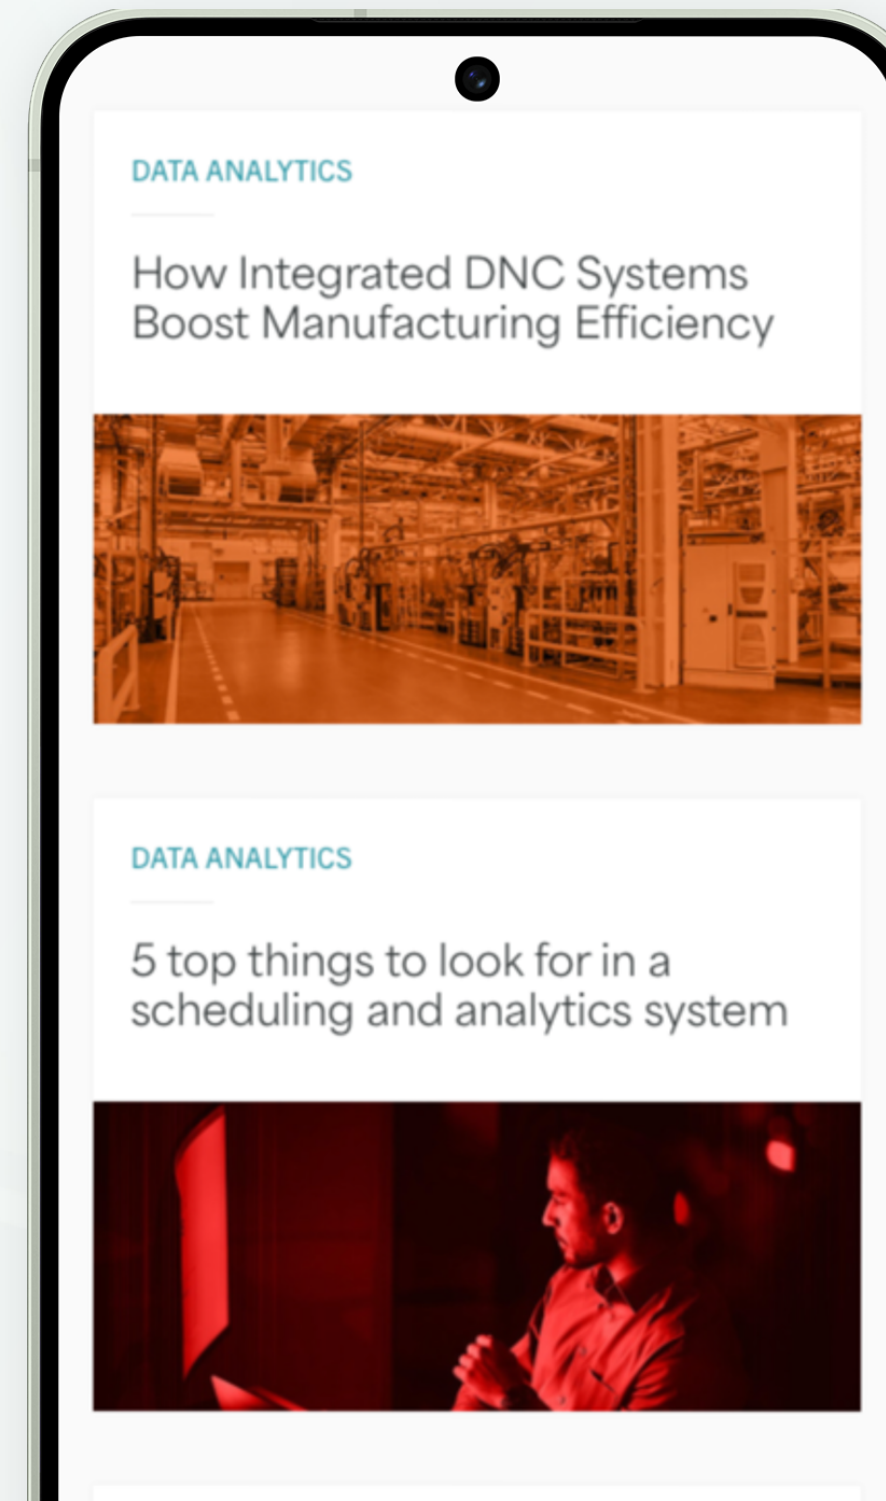 DATA ANALYTICS
How Integrated DNC Systems
Boost Manufacturing Efficiency
DATA ANALYTICS
5 top things to look for in a
scheduling and analytics system